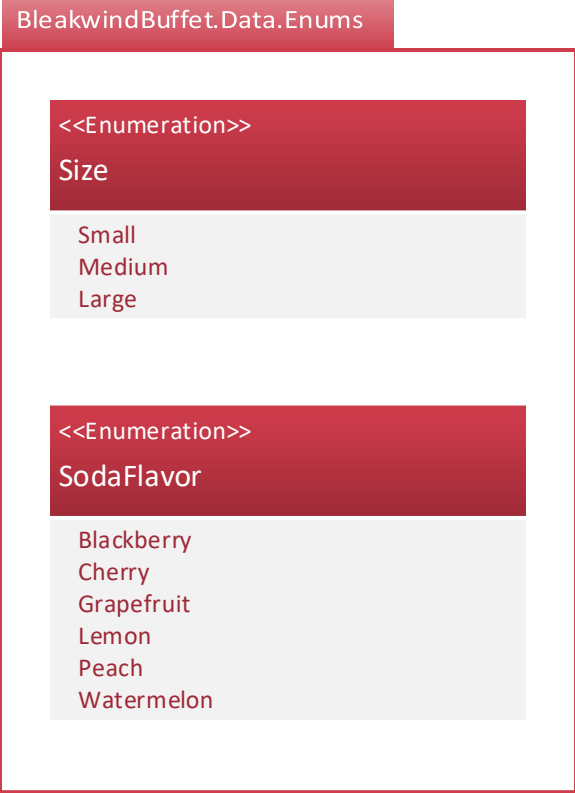 BleakwindBuffet.Data.Enums
<<Enumeration>>
Size
Small
Medium
Large
<<Enumeration>>
SodaFlavor
Blackberry
Cherry
Grapefruit
Lemon
Peach
Watermelon